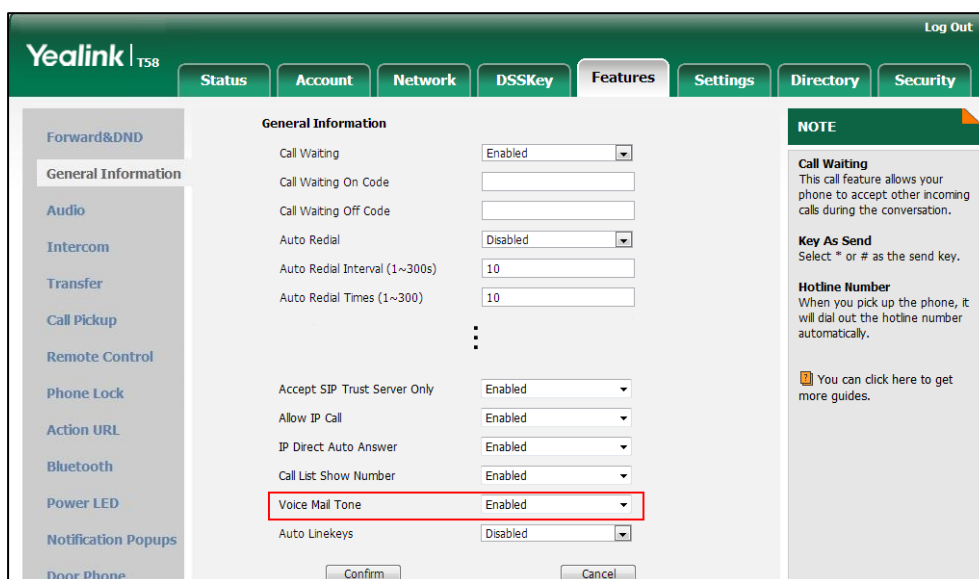 Log Out
Yealink T58
Status Account Network DSSKey Features Settings Directory Security
Forward&DND
General Information
Audio
Intercom
Transfer
Call Pickup
Remote Control
Phone Lock
Action URL
Bluetooth
Power LED
Notification Popups
Door Phone
General Information
Call Waiting Enabled
Call Waiting On Code
Call Waiting Off Code
Auto Redial Disabled
Auto Redial Interval (1~300s) 10
Auto Redial Times (1~300) 10
Accept SIP Trust Server Only Enabled
Allow IP Call Enabled
IP Direct Auto Answer Enabled
Call List Show Number Enabled
Voice Mail Tone Enabled
Auto Linekeys Disabled
Confirm Cancel
NOTE
Call Waiting
This call feature allows your
phone to accept other incoming
calls during the conversation.
Key As Send
Select * or # as the send key.
Hotline Number
When you pick up the phone, it
will dial out the hotline number
automatically.
You can click here to get
more guides.